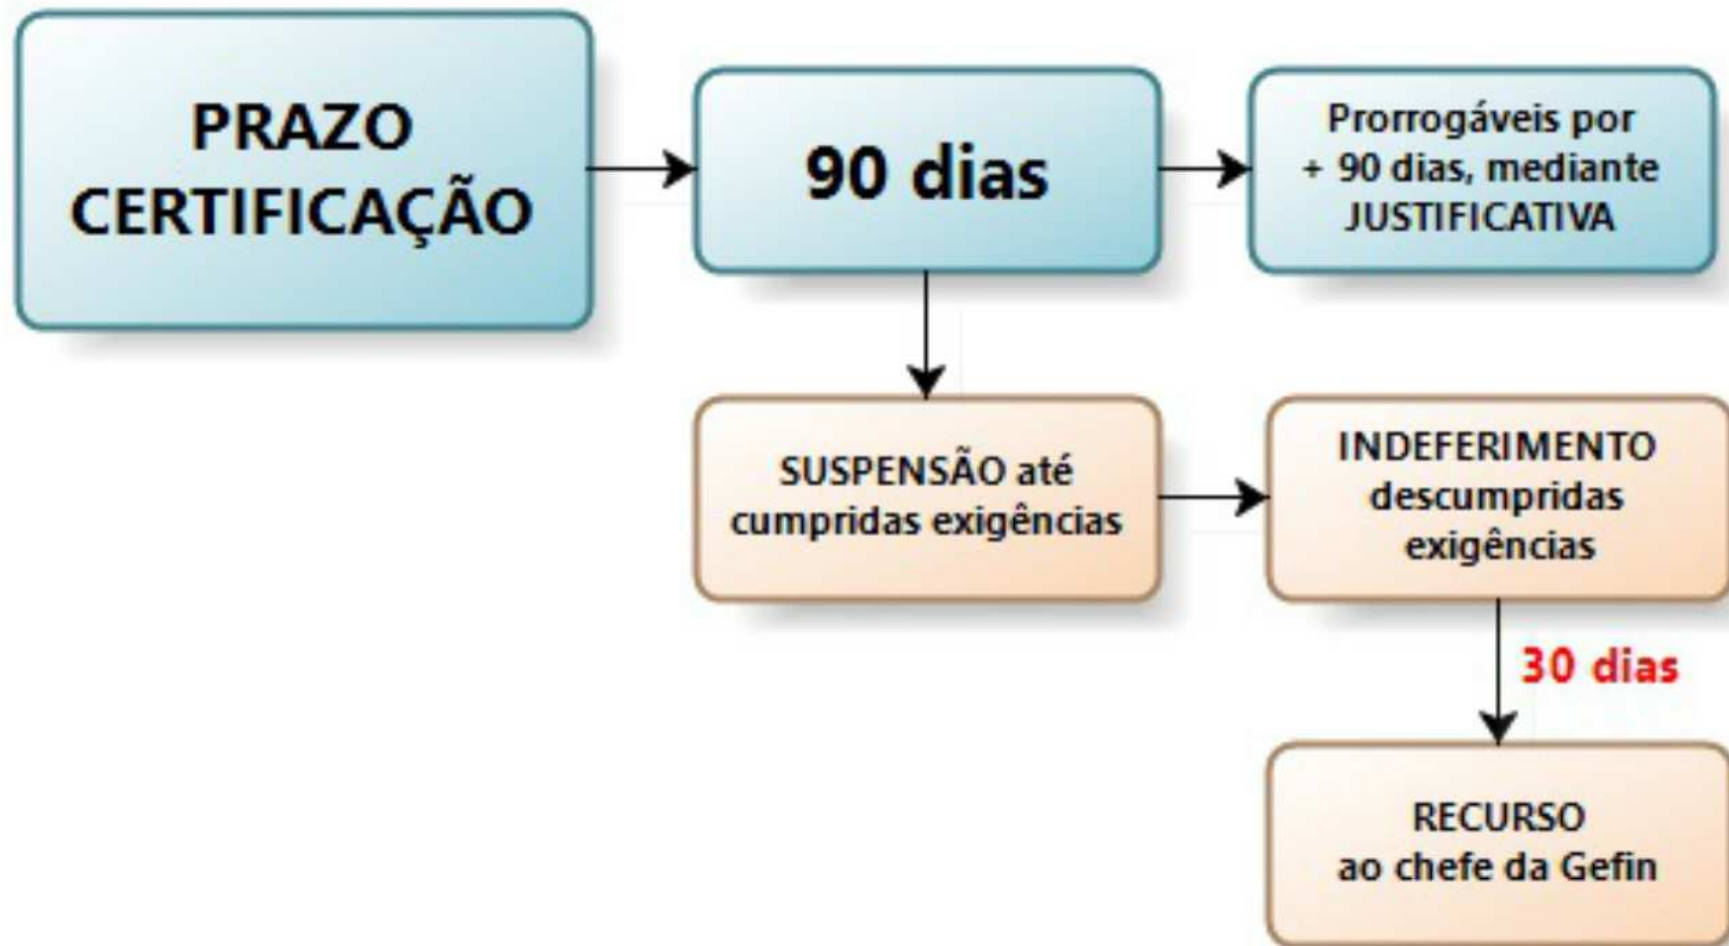 PRAZO
CERTIFICAÇÃO
90 dias
Prorrogáveis por
+ 90 dias, mediante
JUSTIFICATIVA
SUSPENSÃO até
cumpridas exigências
INDEFERIMENTO
descumpridas
exigências
30 dias
RECURSO
ao chefe da Gefin